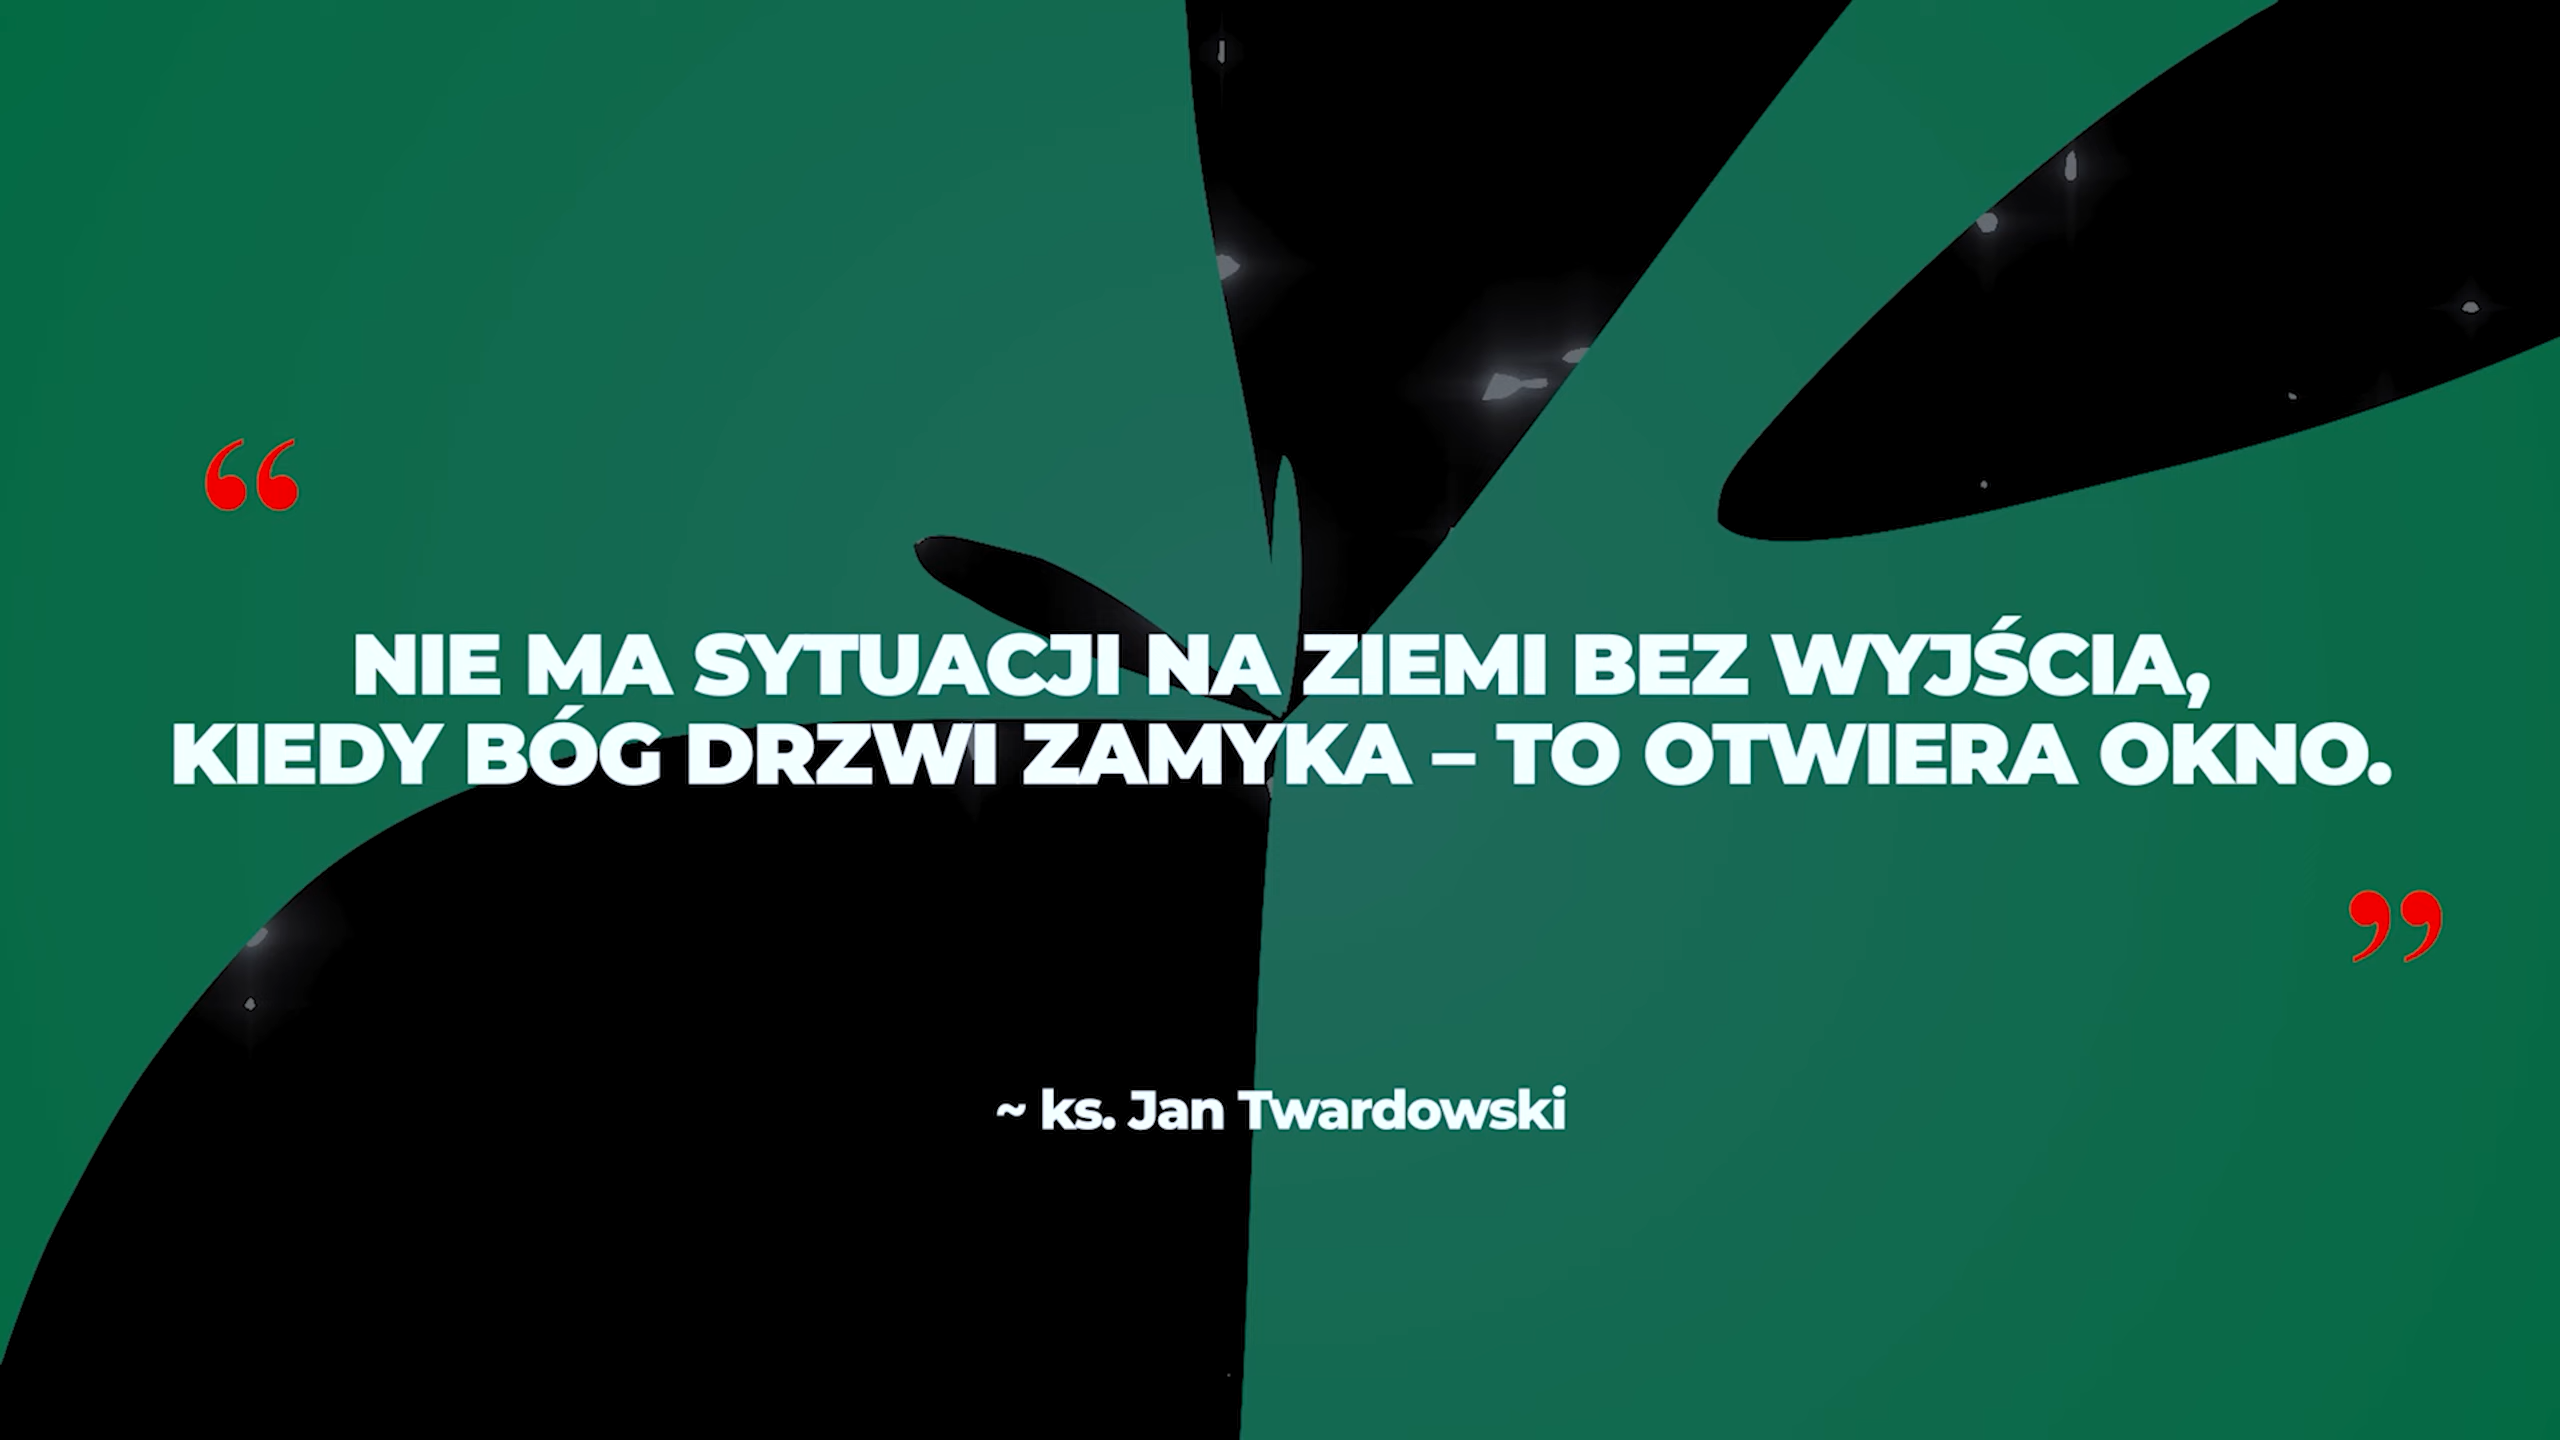 “
NIE MA SYTUACJI NA ZIEMI BEZ WYJŚCIA,
KIEDY BÓG DRZWI ZAMYKA – TO OTWIERA OKNO.
”
~ ks. Jan Twardowski